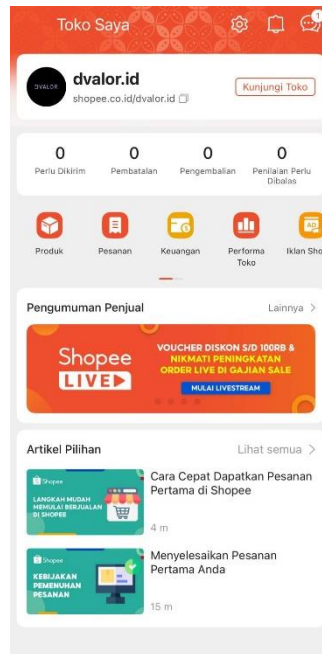 Toko Saya
1
DVALOR
dvalor.id
shopee.co.id/dvalor.id
Kunjungi Toko
0 0 0 0
Perlu Dikirim Pembatalan Pengembalian Penilaian Perlu
Dibalas
Produk Pesanan Keuangan Performa Iklan Sho
Toko
AD
Pengumuman Penjual Lainnya >
Shopee
LIVE
VOUCHER DISKON S/D 100RB &
NIKMATI PENINGKATAN
ORDER LIVE DI GAJIAN SALE
MULAI LIVESTREAM
Artikel Pilihan Lihat semua >
Shopee
LANGKAH MUDAH
MEMULAI BERJUALAN
DI SHOPEE
Cara Cepat Dapatkan Pesanan
Pertama di Shopee
4 m
Shopee
KEBIJAKAN
PEMENUHAN
PESANAN
Menyelesaikan Pesanan
Pertama Anda
15 m